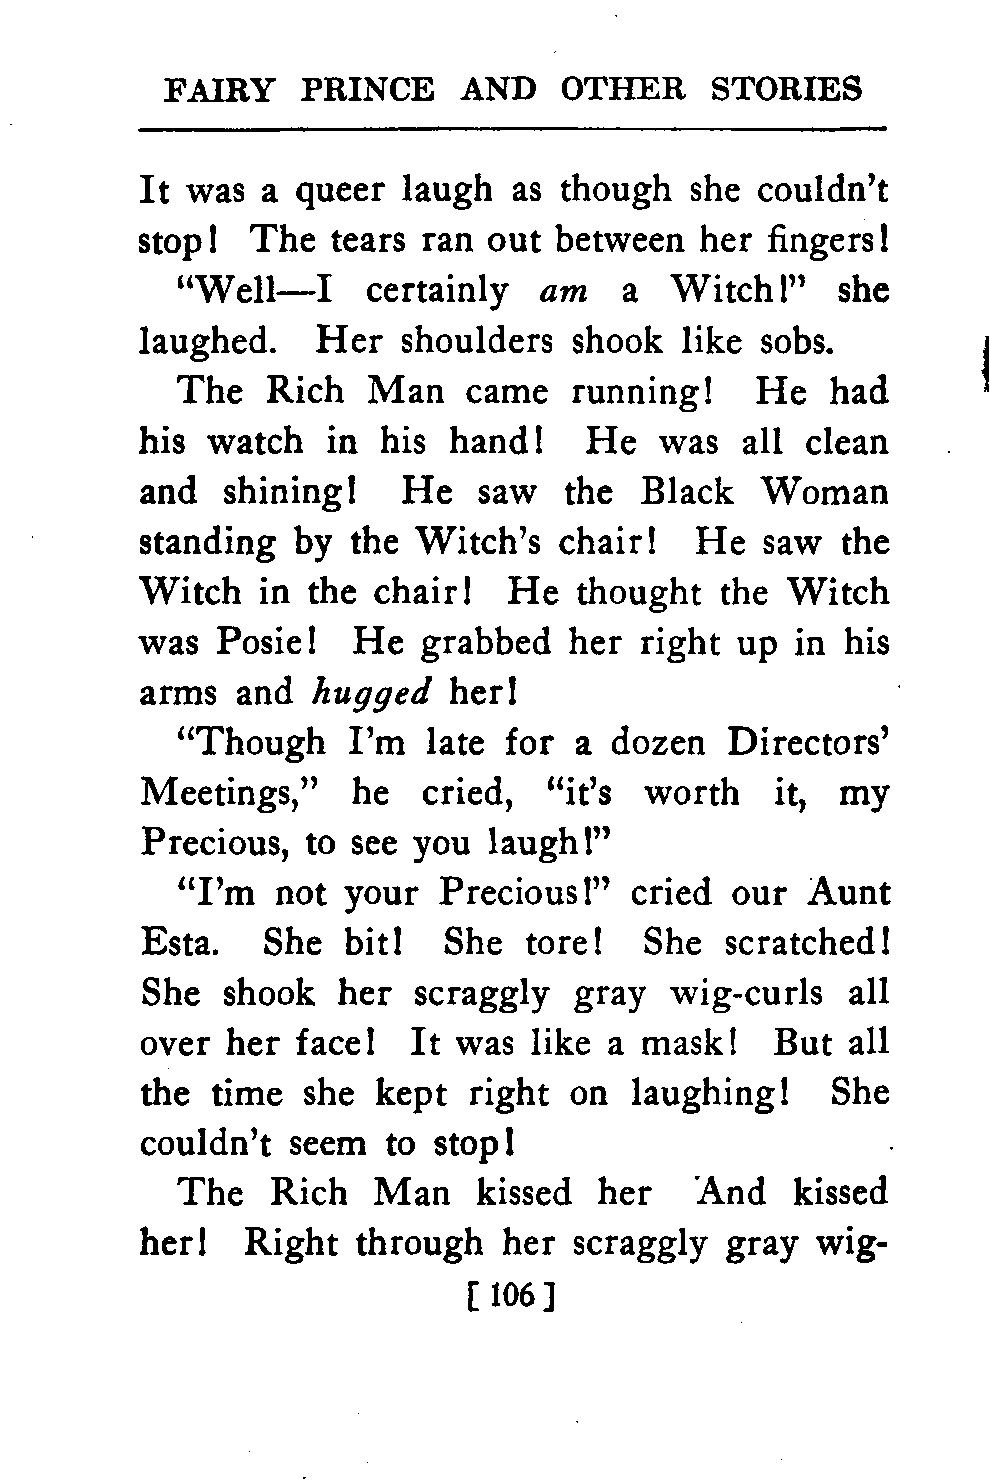 FAIRY PRINCE AND OTHER STORIES
It was a queer laugh as though she couldn't
stop! The tears ran out between her fingers!
"Well—I certainly am a Witch!" she
laughed. Her shoulders shook like sobs.
The Rich Man came running! He had
his watch in his hand! He was all clean
and shining! He saw the Black Woman
standing by the Witch's chair! He saw the
Witch in the chair! He thought the Witch
was Posie! He grabbed her right up in his
arms and hugged her!
"Though I'm late for a dozen Directors'
Meetings," he cried, "it's worth it, my
Precious, to see you laugh!"
"I'm not your Precious!" cried our Aunt
Esta. She bit! She tore! She scratched!
She shook her scraggly gray wig-curls all
over her face! It was like a mask! But all
the time she kept right on laughing! She
couldn't seem to stop!
The Rich Man kissed her And kissed
her! Right through her scraggly gray wig-
[ 106 ]